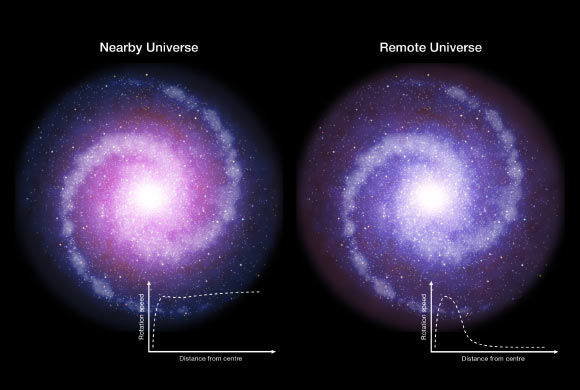 Nearby Universe
Remote Universe
Rotation speed
Distance from centre
Rotation speed
Distance from centre